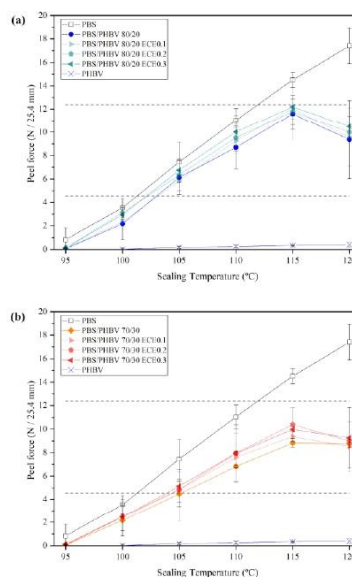 (a)
PBS
PBS/PHBV 80/20
PBS/PHBV 80/20 ECE0.1
PBS/PHBV 80/20 ECE0.2
PBS/PHBV 80/20 ECE0.3
PHBV
20
18
16
14
12
10
8
6
4
2
0
Peel force (N / 25,4 mm)
95 100 105 110 115 120
Sealing Temperature (°C)
(b)
PBS
PBS/PHBV 70/30
PBS/PHBV 70/30 ECE0.1
PBS/PHBV 70/30 ECE0.2
PBS/PHBV 70/30 ECE0.3
PHBV
20
18
16
14
12
10
8
6
4
2
0
Peel force (N / 25,4 mm)
95 100 105 110 115 120
Sealing Temperature (°C)